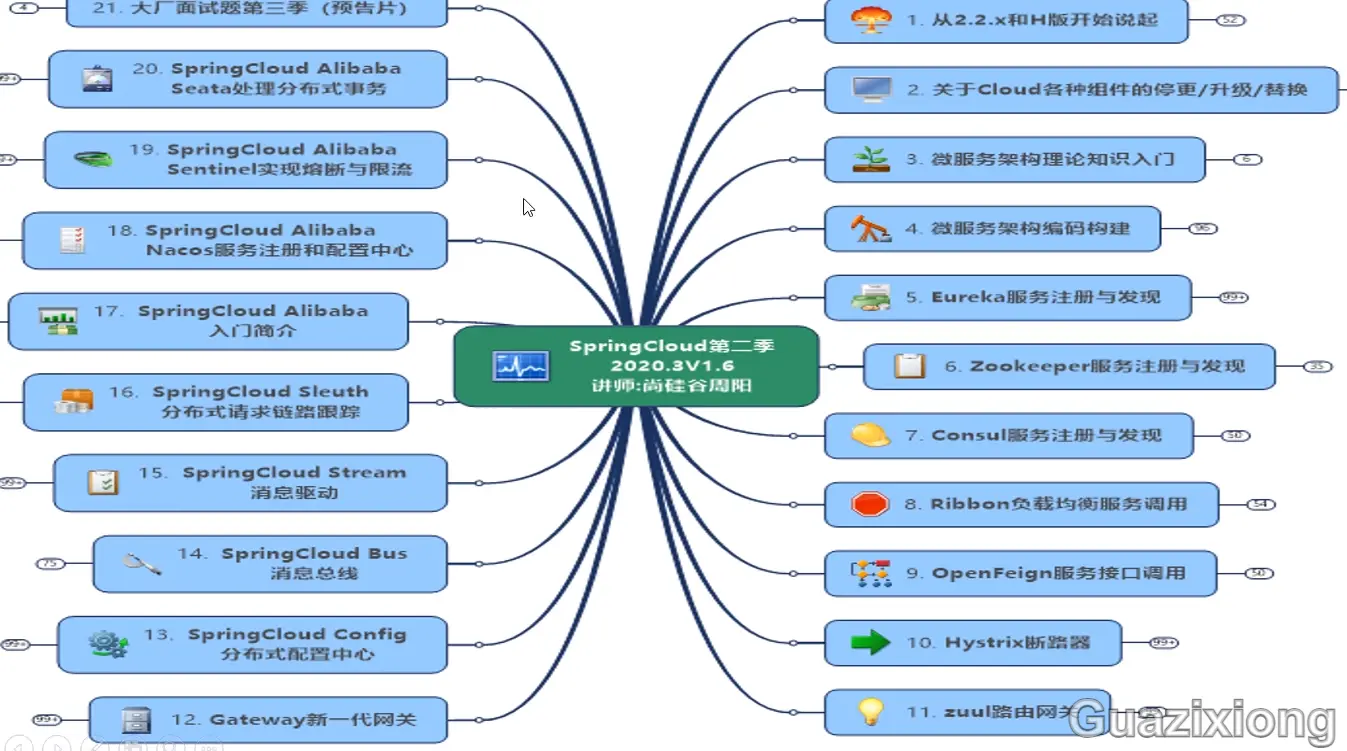 SpringCloud第二季
2020.3V1.6
讲师:尚硅谷周阳
1. 从2.2.x和H版开始说起
52
2. 关于Cloud各种组件的停更/升级/替换
3. 微服务架构理论知识入门
6
4. 微服务架构编码构建
96
5. Eureka服务注册与发现
99+
6. Zookeeper服务注册与发现
35
7. Consul服务注册与发现
30
8. Ribbon负载均衡服务调用
54
9. OpenFeign服务接口调用
50
10. Hystrix断路器
99+
11. zuul路由网关
12. Gateway新一代网关
99+
13. SpringCloud Config
分布式配置中心
99+
14. SpringCloud Bus
消息总线
75
15. SpringCloud Stream
消息驱动
99+
16. SpringCloud Sleuth
分布式请求链路跟踪
17. SpringCloud Alibaba
入门简介
18. SpringCloud Alibaba
Nacos服务注册和配置中心
19. SpringCloud Alibaba
Sentinel实现熔断与限流
20. SpringCloud Alibaba
Seata处理分布式事务
21. 大厂面试题第三季（预告片）
4
Guazixiong